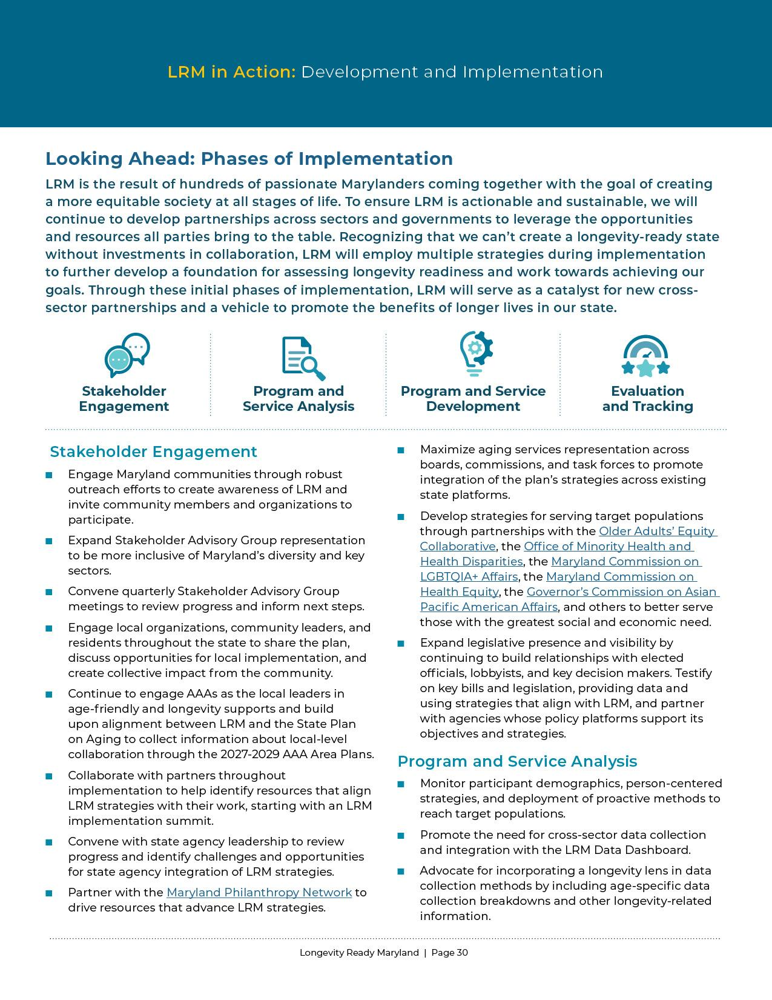 LRM in Action: Development and Implementation
Looking Ahead: Phases of Implementation
LRM is the result of hundreds of passionate Marylanders coming together with the goal of creating
a more equitable society at all stages of life. To ensure LRM is actionable and sustainable, we will
continue to develop partnerships across sectors and governments to leverage the opportunities
and resources all parties bring to the table. Recognizing that we can’t create a longevity-ready state
without investments in collaboration, LRM will employ multiple strategies during implementation
to further develop a foundation for assessing longevity readiness and work towards achieving our
goals. Through these initial phases of implementation, LRM will serve as a catalyst for new cross-
sector partnerships and a vehicle to promote the benefits of longer lives in our state.
Stakeholder
Engagement
Program and
Service Analysis
Program and Service
Development
Evaluation
and Tracking
Stakeholder Engagement
■ Engage Maryland communities through robust
outreach efforts to create awareness of LRM and
invite community members and organizations to
participate.
■ Expand Stakeholder Advisory Group representation
to be more inclusive of Maryland’s diversity and key
sectors.
■ Convene quarterly Stakeholder Advisory Group
meetings to review progress and inform next steps.
■ Engage local organizations, community leaders, and
residents throughout the state to share the plan,
discuss opportunities for local implementation, and
create collective impact from the community.
■ Continue to engage AAAs as the local leaders in
age-friendly and longevity supports and build
upon alignment between LRM and the State Plan
on Aging to collect information about local-level
collaboration through the 2027-2029 AAA Area Plans.
■ Collaborate with partners throughout
implementation to help identify resources that align
LRM strategies with their work, starting with an LRM
implementation summit.
■ Convene with state agency leadership to review
progress and identify challenges and opportunities
for state agency integration of LRM strategies.
■ Partner with the Maryland Philanthropy Network to
drive resources that advance LRM strategies.
■ Maximize aging services representation across
boards, commissions, and task forces to promote
integration of the plan’s strategies across existing
state platforms.
■ Develop strategies for serving target populations
through partnerships with the Older Adults’ Equity
Collaborative, the Office of Minority Health and
Health Disparities, the Maryland Commission on
LGBTQIA+ Affairs, the Maryland Commission on
Health Equity, the Governor’s Commission on Asian
Pacific American Affairs, and others to better serve
those with the greatest social and economic need.
■ Expand legislative presence and visibility by
continuing to build relationships with elected
officials, lobbyists, and key decision makers. Testify
on key bills and legislation, providing data and
using strategies that align with LRM, and partner
with agencies whose policy platforms support its
objectives and strategies.
Program and Service Analysis
■ Monitor participant demographics, person-centered
strategies, and deployment of proactive methods to
reach target populations.
■ Promote the need for cross-sector data collection
and integration with the LRM Data Dashboard.
■ Advocate for incorporating a longevity lens in data
collection methods by including age-specific data
collection breakdowns and other longevity-related
information.
Longevity Ready Maryland | Page 30